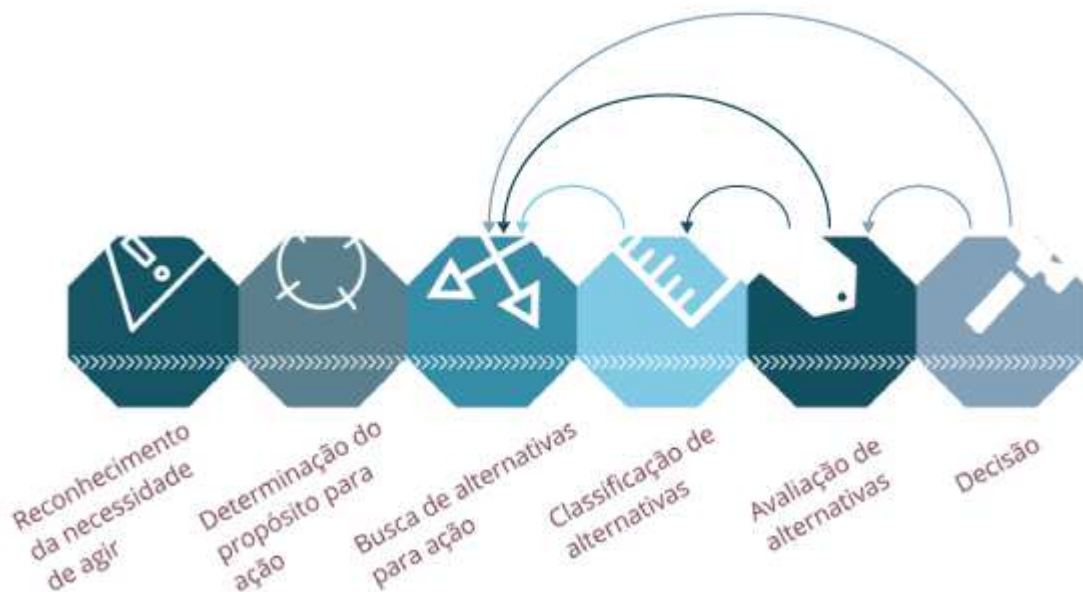 Reconhecimento
da necessidade
de agir
Determinação do
propósito para
ação
Busca de alternativas
para ação
Classificação de
alternativas
Avaliação de
alternativas
Decisão